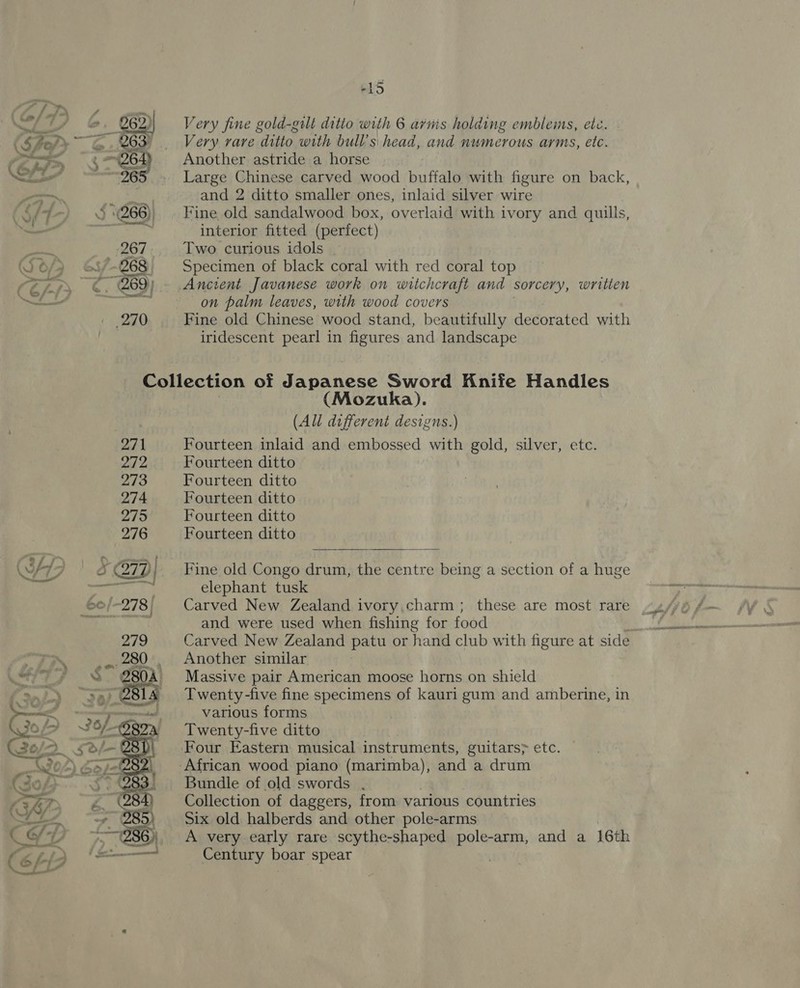 15
262 Very fine gold-gilt ditto with 6 arms holding emblems, etc.
263 Very rare ditto with bull's head, and numerous arms, etc.
264 Another astride a horse
265 Large Chinese carved wood buffalo with figure on back,
and 2 ditto smaller ones, inlaid silver wire
266 Fine old sandalwood box, overlaid with ivory and quills,
interior fitted (perfect)
267 Two curious idols
268 Specimen of black coral with red coral top
269 Ancient Javanese work on witchcraft and sorcery, written
on palm leaves, with wood covers
270 Fine old Chinese wood stand, beautifully decorated with
iridescent pearl in figures and landscape
Collection of Japanese Sword Knife Handles
(Mozuka).
(All different designs.)
271 Fourteen inlaid and embossed with gold, silver, etc.
272 Fourteen ditto
273 Fourteen ditto
274 Fourteen ditto
275 Fourteen ditto
276 Fourteen ditto
277 Fine old Congo drum, the centre being a section of a huge
elephant tusk
60/- 278 Carved New Zealand ivory charm ; these are most rare
and were used when fishing for food
279 Carved New Zealand patu or hand club with figure at side
280 Another similar
280A Massive pair American moose horns on shield
281A Twenty-five fine specimens of kauri gum and amberine, in
various forms
282A Twenty-five ditto
281D Four Eastern musical instruments, guitars, etc.
282 African wood piano (marimba), and a drum
283 Bundle of old swords .
284 Collection of daggers, from various countries
285 Six old halberds and other pole-arms
286 A very early rare scythe-shaped pole-arm, and a 16th
Century boar spear